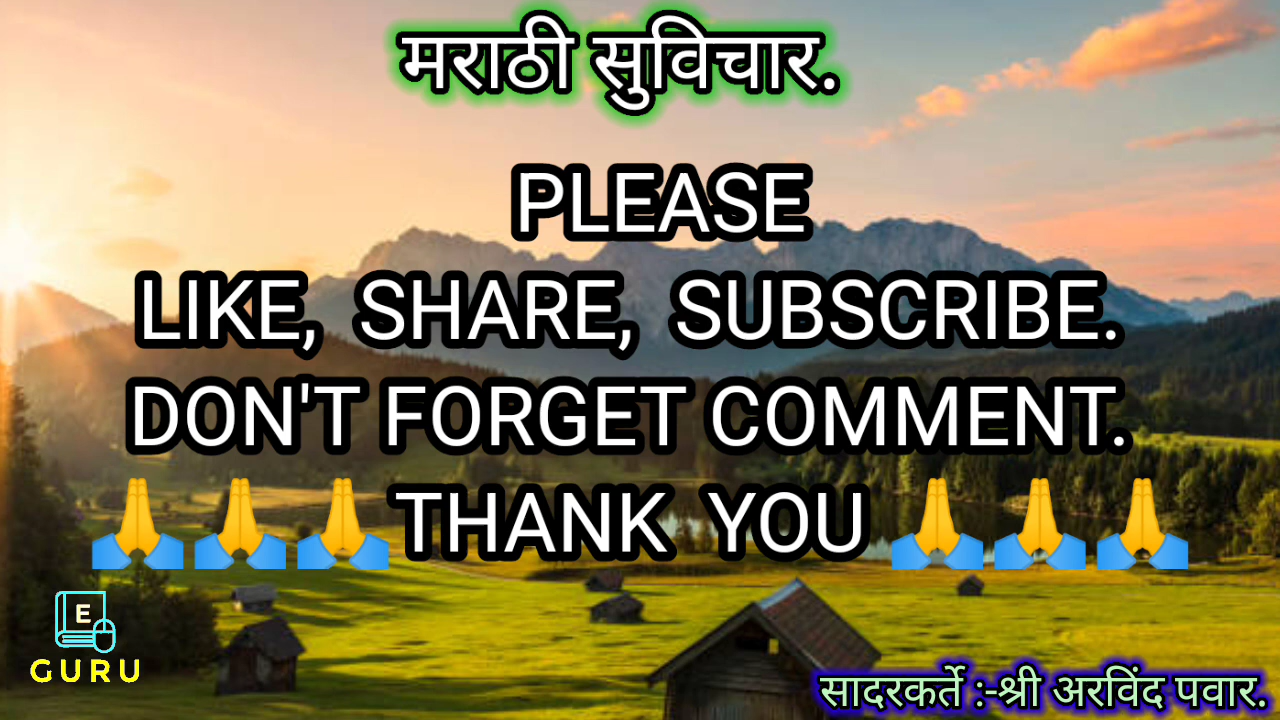 मराठी सुविचार.
PLEASE
LIKE, SHARE, SUBSCRIBE.
DON'T FORGET COMMENT.
🙏🙏🙏THANK YOU 🙏🙏🙏
E
GURU
सादरकर्ते :-श्री अरविंद पवार.